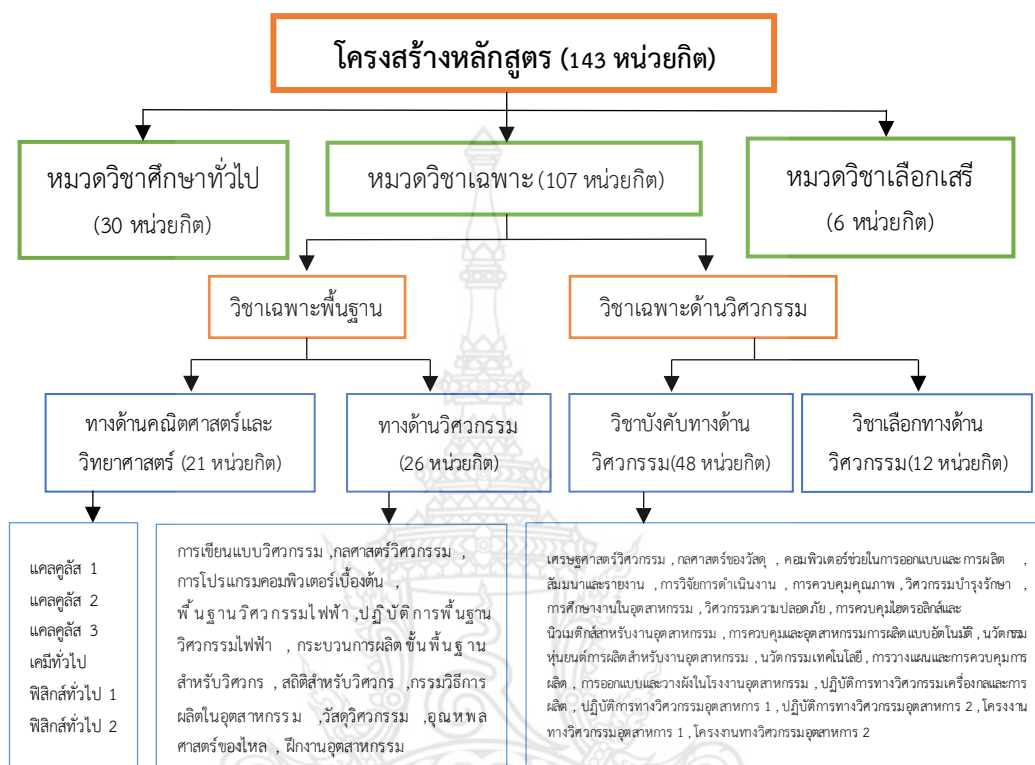 โครงสร้างหลักสูตร (143 หน่วยกิต)
หมวดวิชาศึกษาทั่วไป
(30 หน่วยกิต)
หมวดวิชาเฉพาะ (107 หน่วยกิต)
หมวดวิชาเลือกเสรี
(6 หน่วยกิต)
วิชาเฉพาะพื้นฐาน
วิชาเฉพาะด้านวิศวกรรม
ทางด้านคณิตศาสตร์และ
วิทยาศาสตร์ (21 หน่วยกิต)
ทางด้านวิศวกรรม
(26 หน่วยกิต)
วิชาบังคับทางด้าน
วิศวกรรม(48 หน่วยกิต)
วิชาเลือกทางด้าน
วิศวกรรม(12 หน่วยกิต)
แคลคูลัส 1
แคลคูลัส 2
แคลคูลัส 3
เคมีทั่วไป
ฟิสิกส์ทั่วไป 1
ฟิสิกส์ทั่วไป 2
การเขียนแบบวิศวกรรม ,กลศาสตร์วิศวกรรม ,
การโปรแกรมคอมพิวเตอร์เบื้องต้น ,
พื้นฐานวิศวกรรมไฟฟ้า ,ปฏิบัติการพื้นฐาน
วิศวกรรมไฟฟ้า , กระบวนการผลิตขั้นพื้นฐาน
สำหรับวิศวกร , สถิติสำหรับวิศวกร ,กรรมวิธีการ
ผลิตในอุตสาหกรรม ,วัสดุวิศวกรรม ,อุณหพล
ศาสตร์ของไหล , ฝึกงานอุตสาหกรรม
เศรษฐศาสตร์วิศวกรรม , กลศาสตร์ของวัสดุ , คอมพิวเตอร์ช่วยในการออกแบบและการผลิต ,
สัมมนาและรายงาน , การวิจัยการดำเนินงาน , การควบคุมคุณภาพ , วิศวกรรมบำรุงรักษา ,
การศึกษางานในอุตสาหกรรม , วิศวกรรมความปลอดภัย , การควบคุมไฮดรอลิกส์และ
นิวเมติกส์สำหรับงานอุตสาหกรรม , การควบคุมและอุตสาหกรรมการผลิตแบบอัตโนมัติ , นวัตกรรม
หุ่นยนต์การผลิตสำหรับงานอุตสาหกรรม , นวัตกรรมเทคโนโลยี , การวางแผนและการควบคุมการ
ผลิต , การออกแบบและวางผังในโรงงานอุตสาหกรรม , ปฏิบัติการทางวิศวกรรมเครื่องกลและการ
ผลิต , ปฏิบัติการทางวิศวกรรมอุตสาหการ 1 , ปฏิบัติการทางวิศวกรรมอุตสาหการ 2 , โครงงาน
ทางวิศวกรรมอุตสาหการ 1 , โครงงานทางวิศวกรรมอุตสาหการ 2